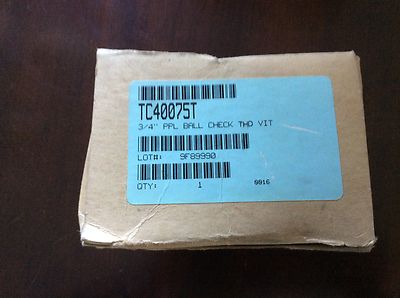 TC40075T
3/4" PPL BALL CHECK THD VIT
LOT#: 9F89990
QTY: 1 0016